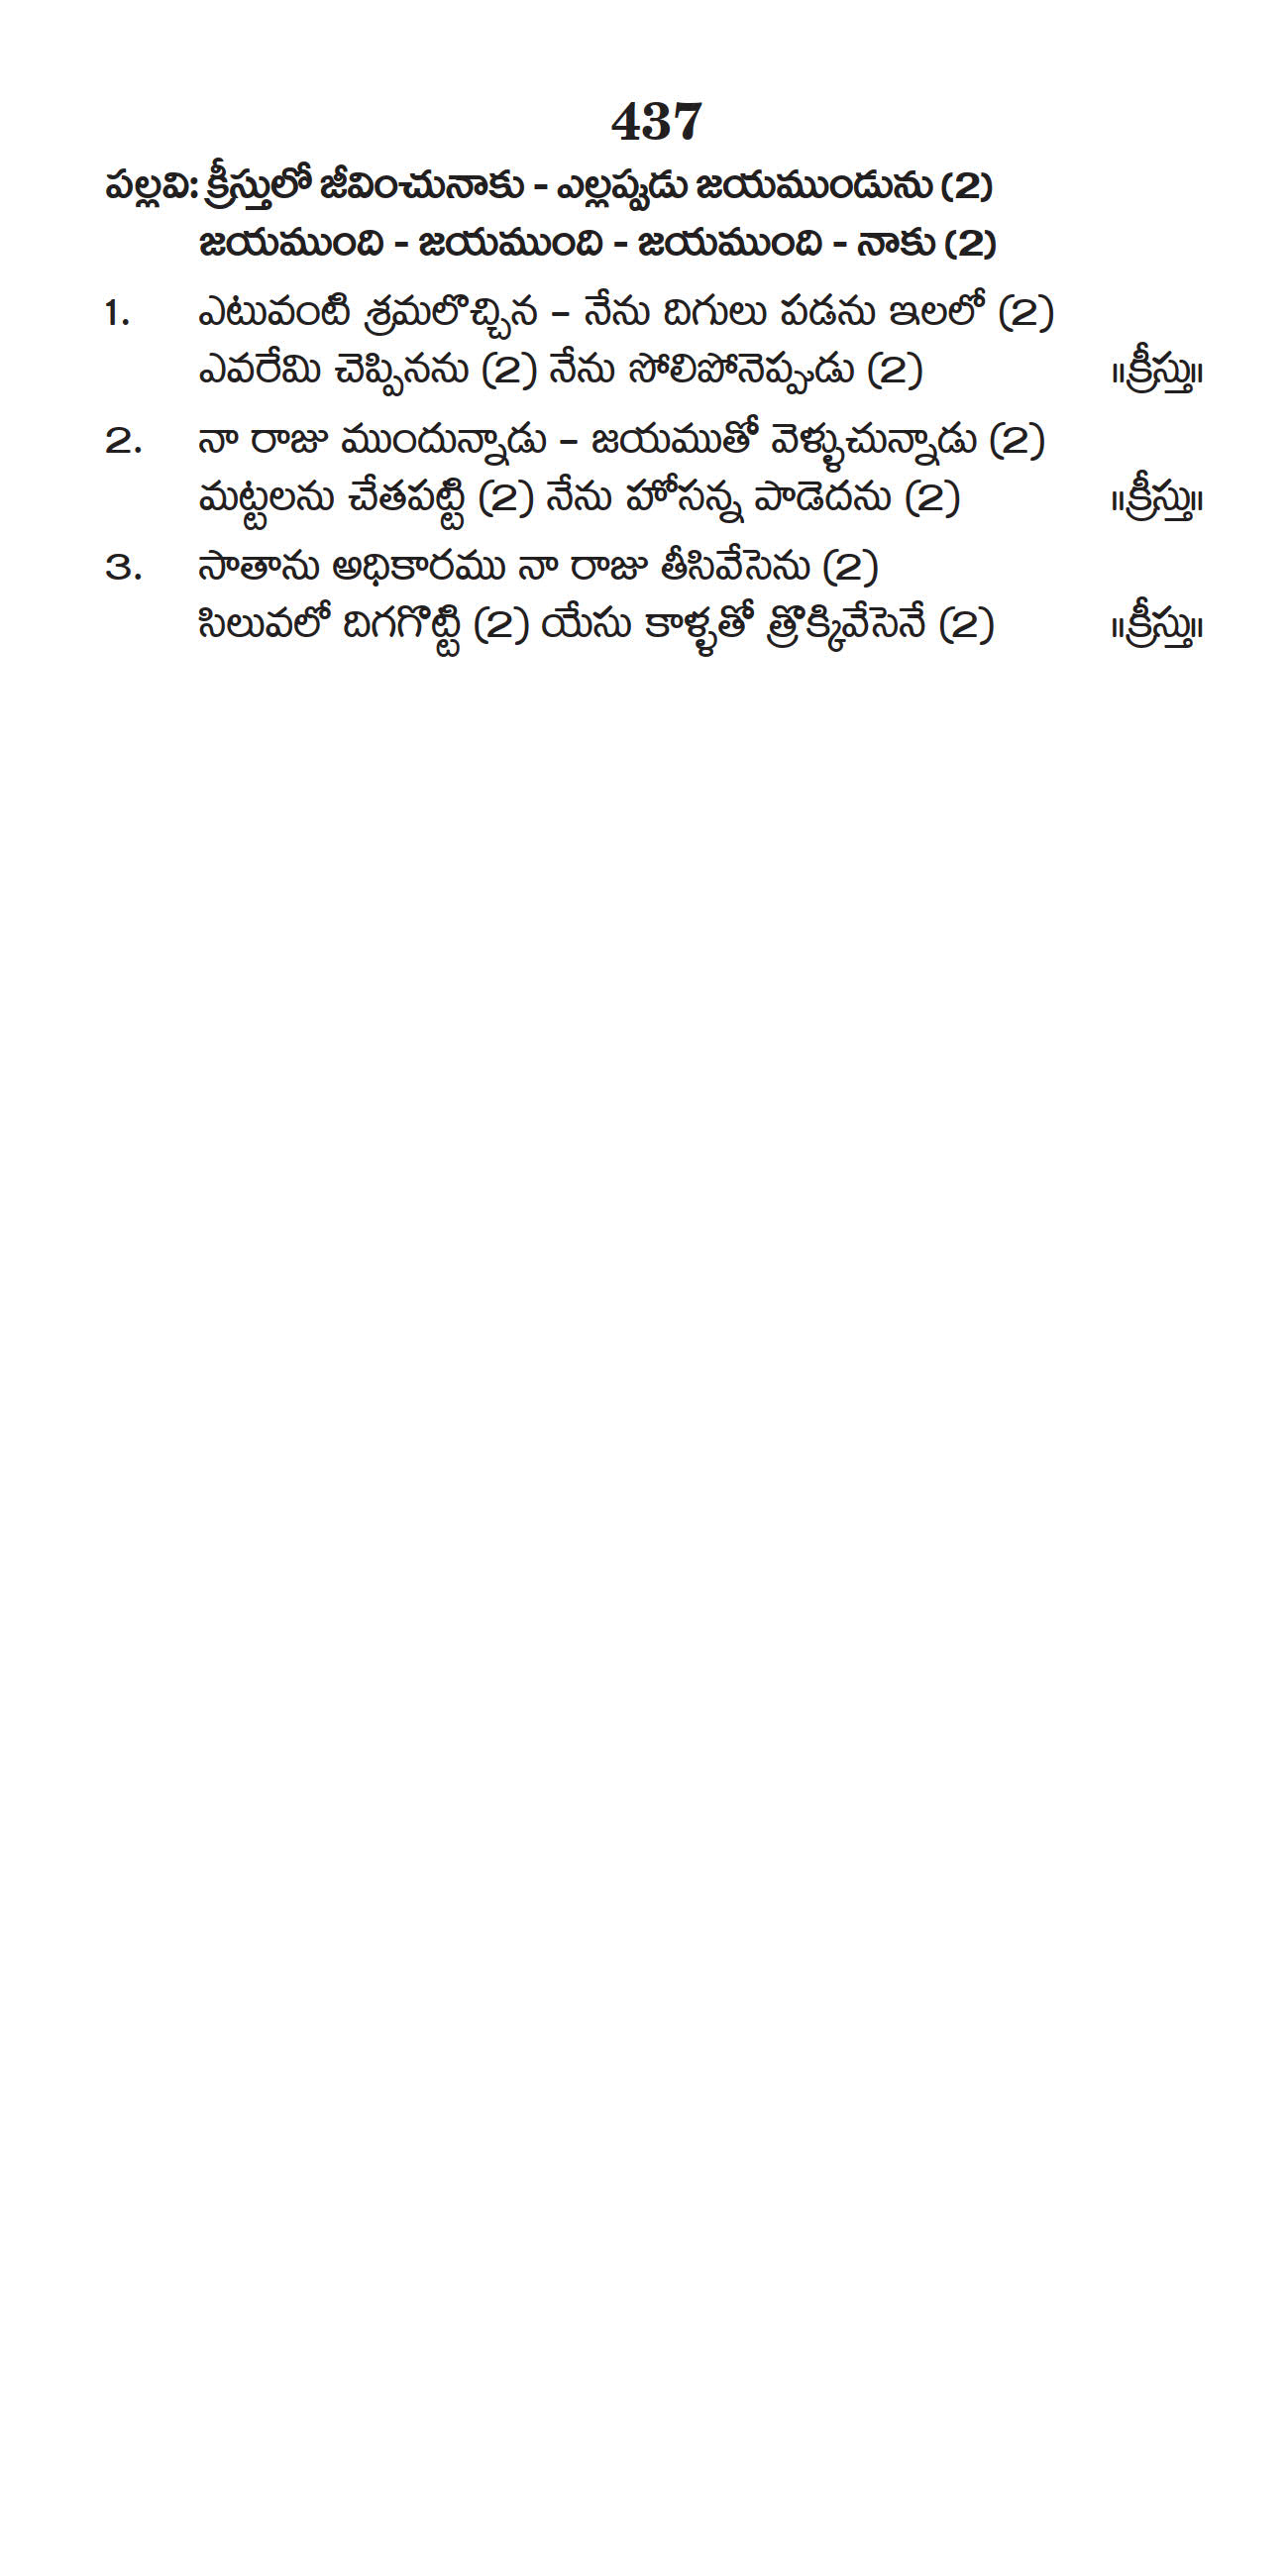 437
పల్లవి: క్రీస్తులో జీవించునాకు - ఎల్లప్పుడు జయముండును (2)
జయముంది - జయముంది - జయముంది - నాకు (2)
1. ఎటువంటి శ్రమలొచ్చిన – నేను దిగులు పడను ఇలలో (2)
ఎవరేమి చెప్పినను (2) నేను సోలిపోనెప్పుడు (2) ॥క్రీస్తు॥
2. నా రాజు ముందున్నాడు – జయముతో వెళ్ళుచున్నాడు (2)
మట్టలను చేతపట్టి (2) నేను హోసన్న పాడెదను (2) ॥క్రీస్తు॥
3. సాతాను అధికారము నా రాజు తీసివేసెను (2)
సిలువలో దిగగొట్టి (2) యేసు కాళ్ళతో త్రొక్కివేసెనే (2) ॥క్రీస్తు॥